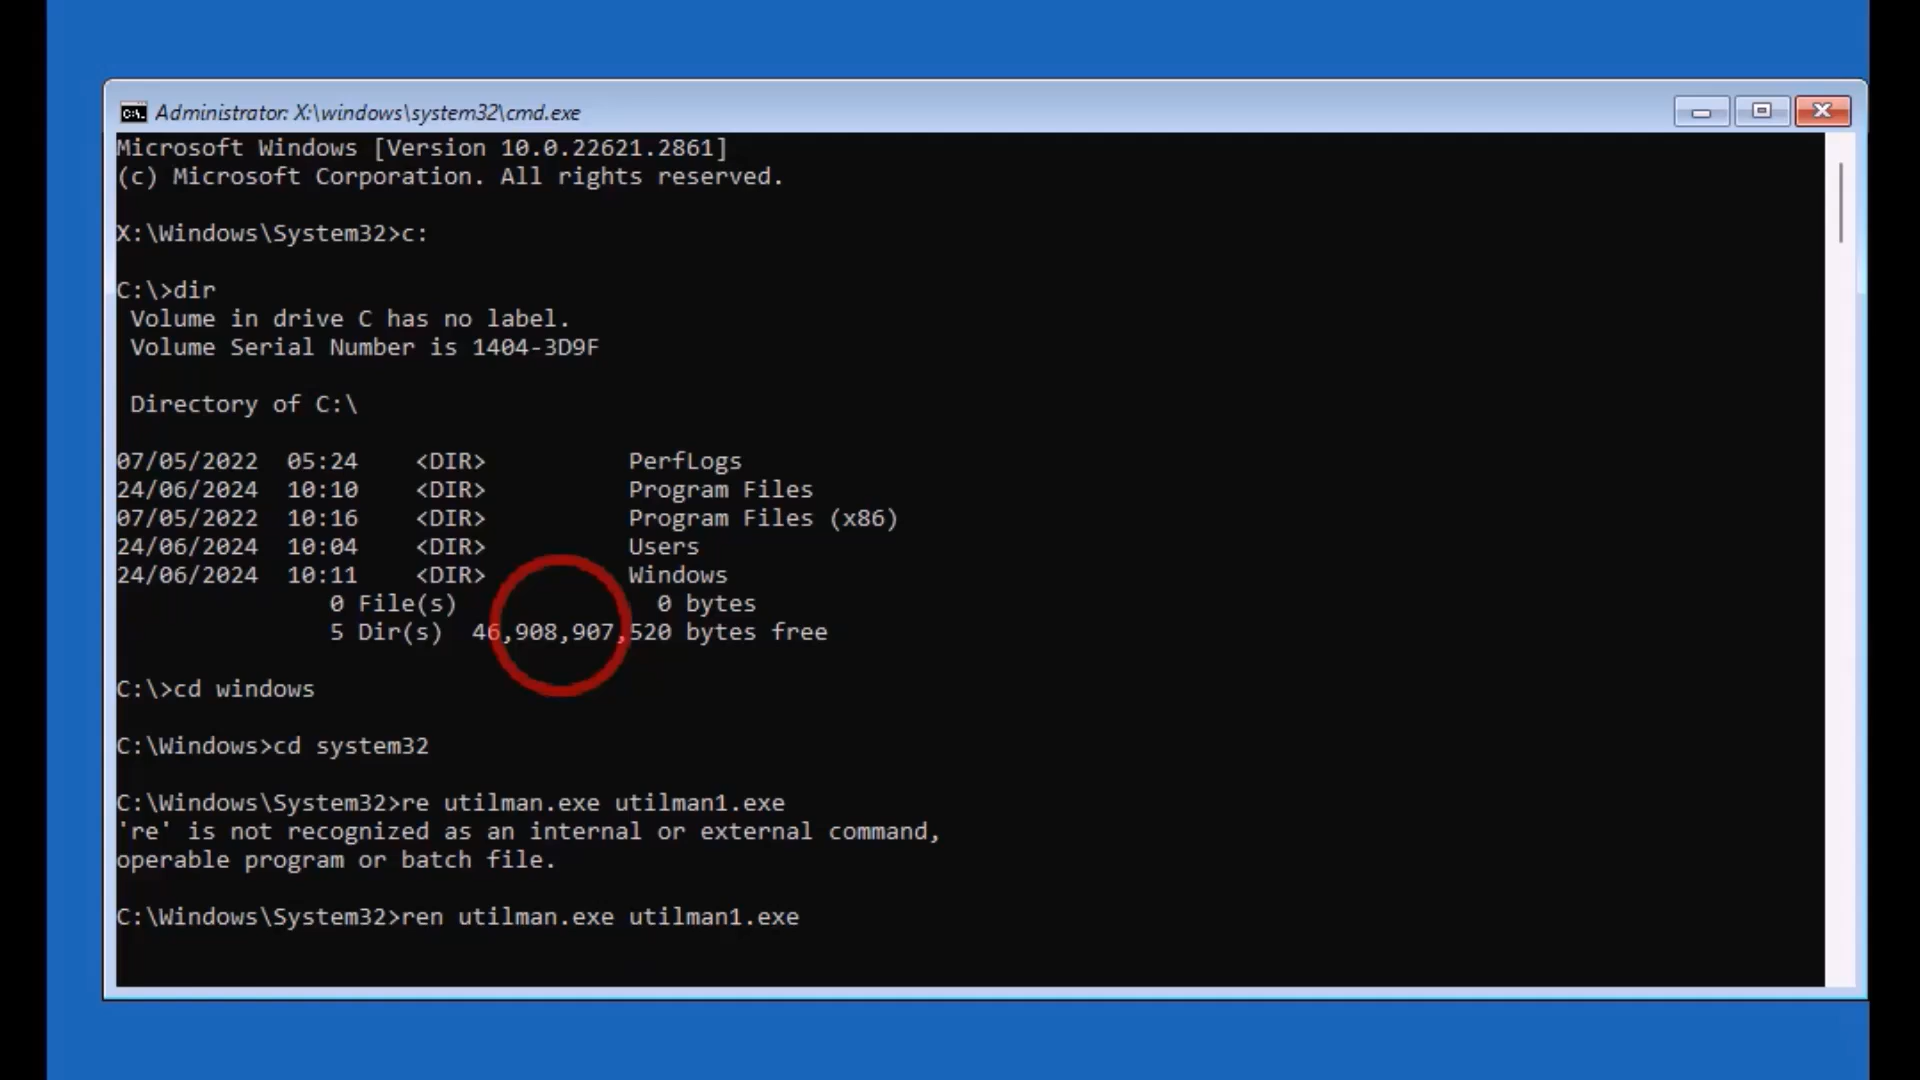 Administrator: X:\windows\system32\cmd.exe
Microsoft Windows [Version 10.0.22621.2861]
(c) Microsoft Corporation. All rights reserved.
X:\Windows\System32>c:
C:\>dir
Volume in drive C has no label.
Volume Serial Number is 1404-3D9F
Directory of C:\
07/05/2022  05:24    <DIR>          PerfLogs
24/06/2024  10:10    <DIR>          Program Files
07/05/2022  10:16    <DIR>          Program Files (x86)
24/06/2024  10:04    <DIR>          Users
24/06/2024  10:11    <DIR>          Windows
0 File(s)              0 bytes
5 Dir(s)  46,908,907,520 bytes free
C:\>cd windows
C:\Windows>cd system32
C:\Windows\System32>re utilman.exe utilman1.exe
're' is not recognized as an internal or external command,
operable program or batch file.
C:\Windows\System32>ren utilman.exe utilman1.exe